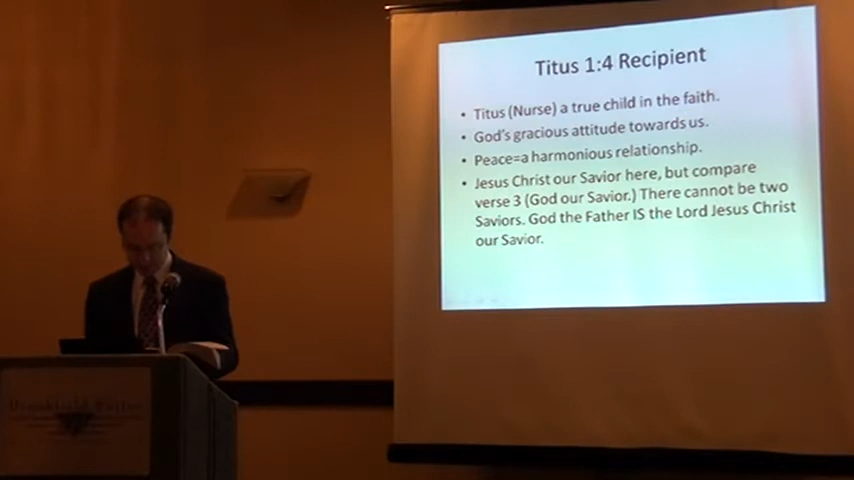 Titus 1:4 Recipient
• Titus (Nurse) a true child in the faith.
• God's gracious attitude towards us.
• Peace=a harmonious relationship.
• Jesus Christ our Savior here, but compare
verse 3 (God our Savior.) There cannot be two
Saviors. God the Father IS the Lord Jesus Christ
our Savior.